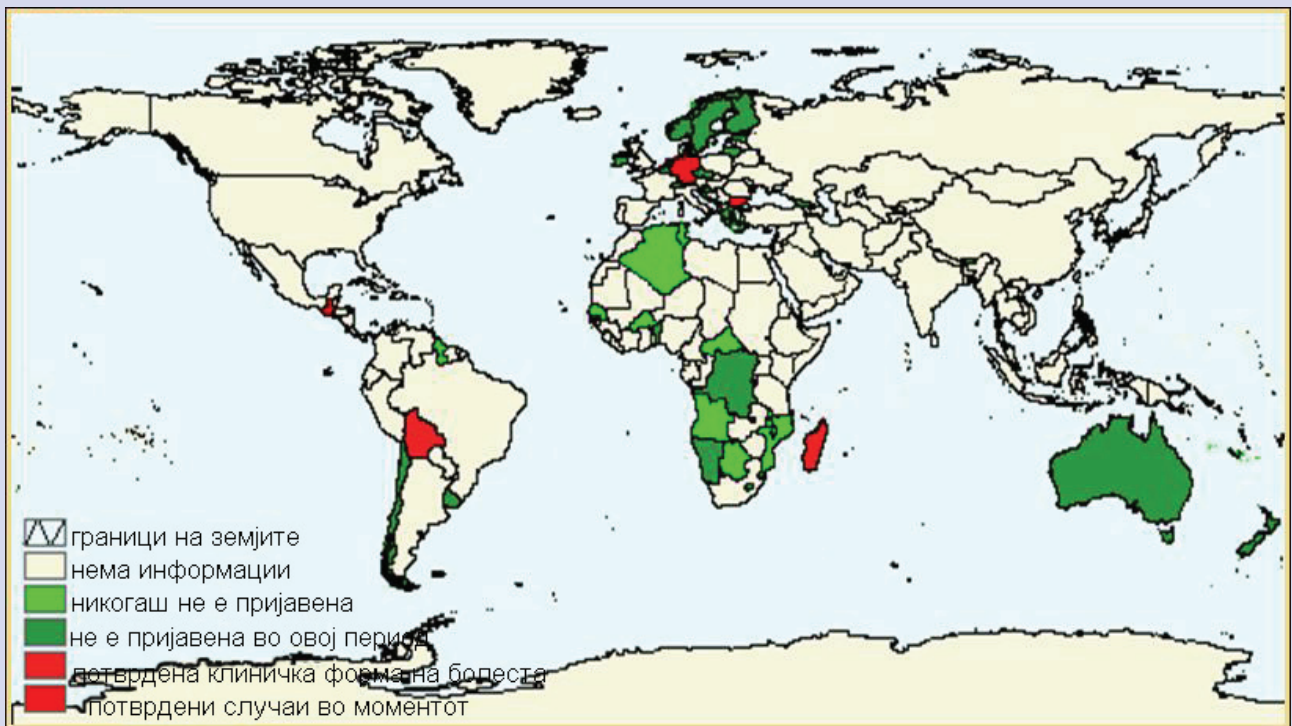 граници на земјите
нема информации
никогаш не е пријавена
не е пријавена во овој период
потврдена клиничка форма на болеста
потврдени случаи во моментот